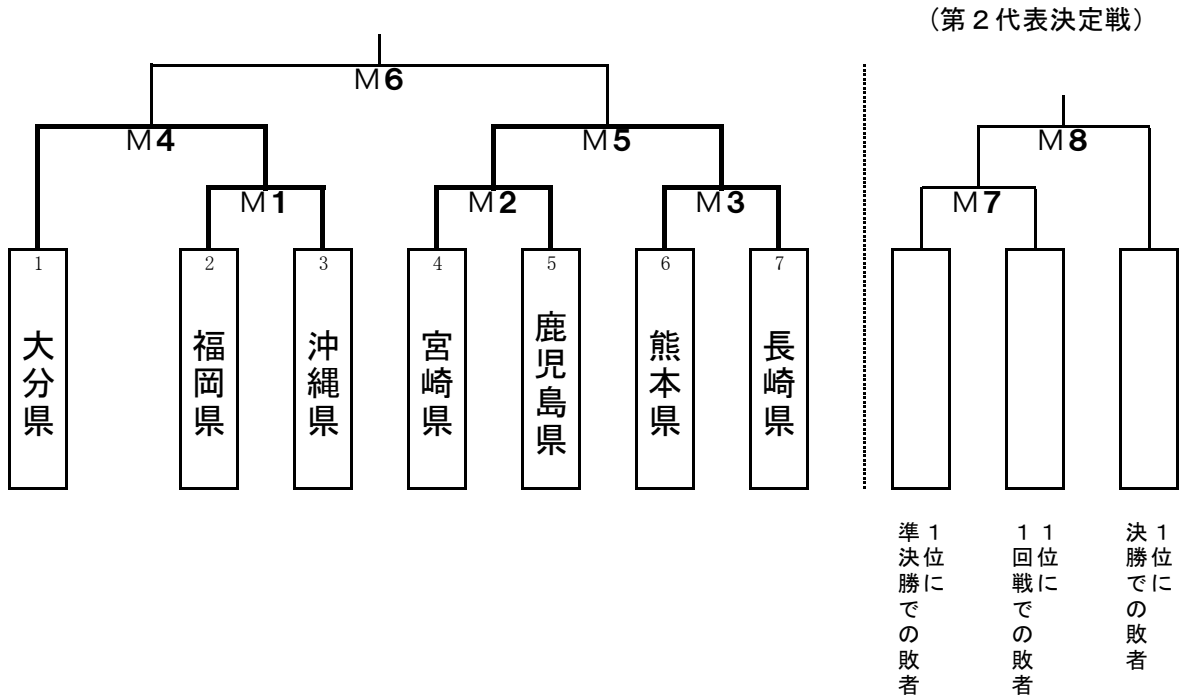 （第２代表決定戦）
Ｍ６
Ｍ４
Ｍ５
Ｍ８
Ｍ１
Ｍ２
Ｍ３
Ｍ７
1
大分県
2
福岡県
3
沖縄県
4
宮崎県
5
鹿児島県
6
熊本県
7
長崎県
１位に
準決勝での敗者
１位に
１回戦での敗者
１位に
決勝での敗者